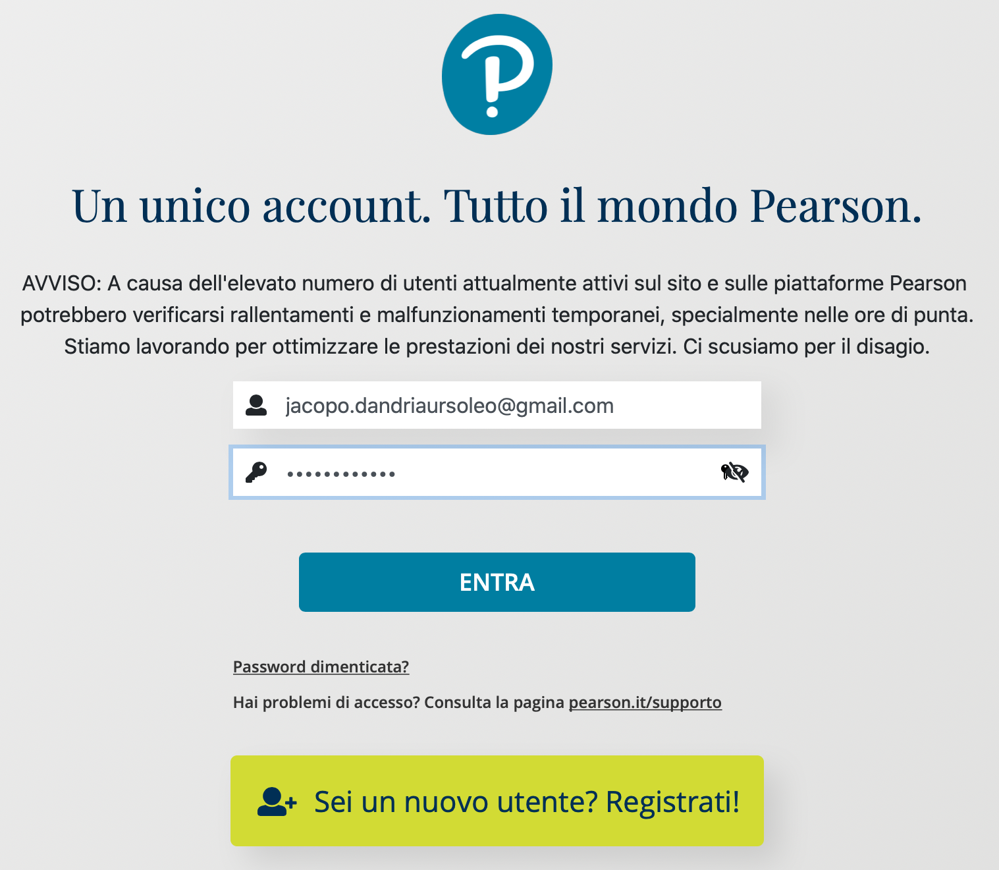 Un unico account. Tutto il mondo Pearson.
AVVISO: A causa dell'elevato numero di utenti attualmente attivi sul sito e sulle piattaforme Pearson
potrebbero verificarsi rallentamenti e malfunzionamenti temporanei, specialmente nelle ore di punta.
Stiamo lavorando per ottimizzare le prestazioni dei nostri servizi. Ci scusiamo per il disagio.
jacopo.dandriaursoleo@gmail.com
••••••••••••
ENTRA
Password dimenticata?
Hai problemi di accesso? Consulta la pagina pearson.it/supporto
Sei un nuovo utente? Registrati!